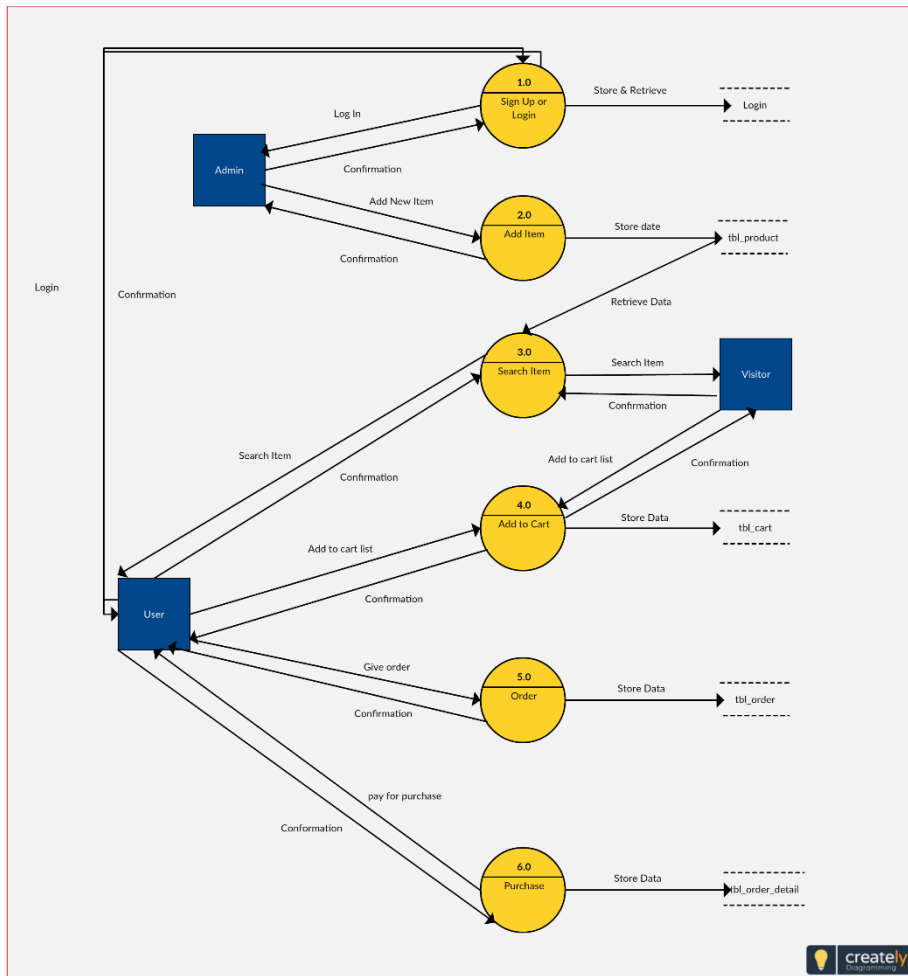 1.0
Sign Up or
Login
Store & Retrieve
Login
Log In
Admin
Confirmation
Add New Item
2.0
Add Item
Store date
tbl_product
Confirmation
Login
Confirmation
Retrieve Data
3.0
Search Item
Search Item
Visitor
Confirmation
Search Item
Add to cart list
Confirmation
Confirmation
4.0
Add to Cart
Store Data
tbl_cart
Add to cart list
Confirmation
User
Give order
5.0
Order
Store Data
tbl_order
Confirmation
pay for purchase
Conformation
6.0
Purchase
Store Data
tbl_order_detail
creately
Diagramming